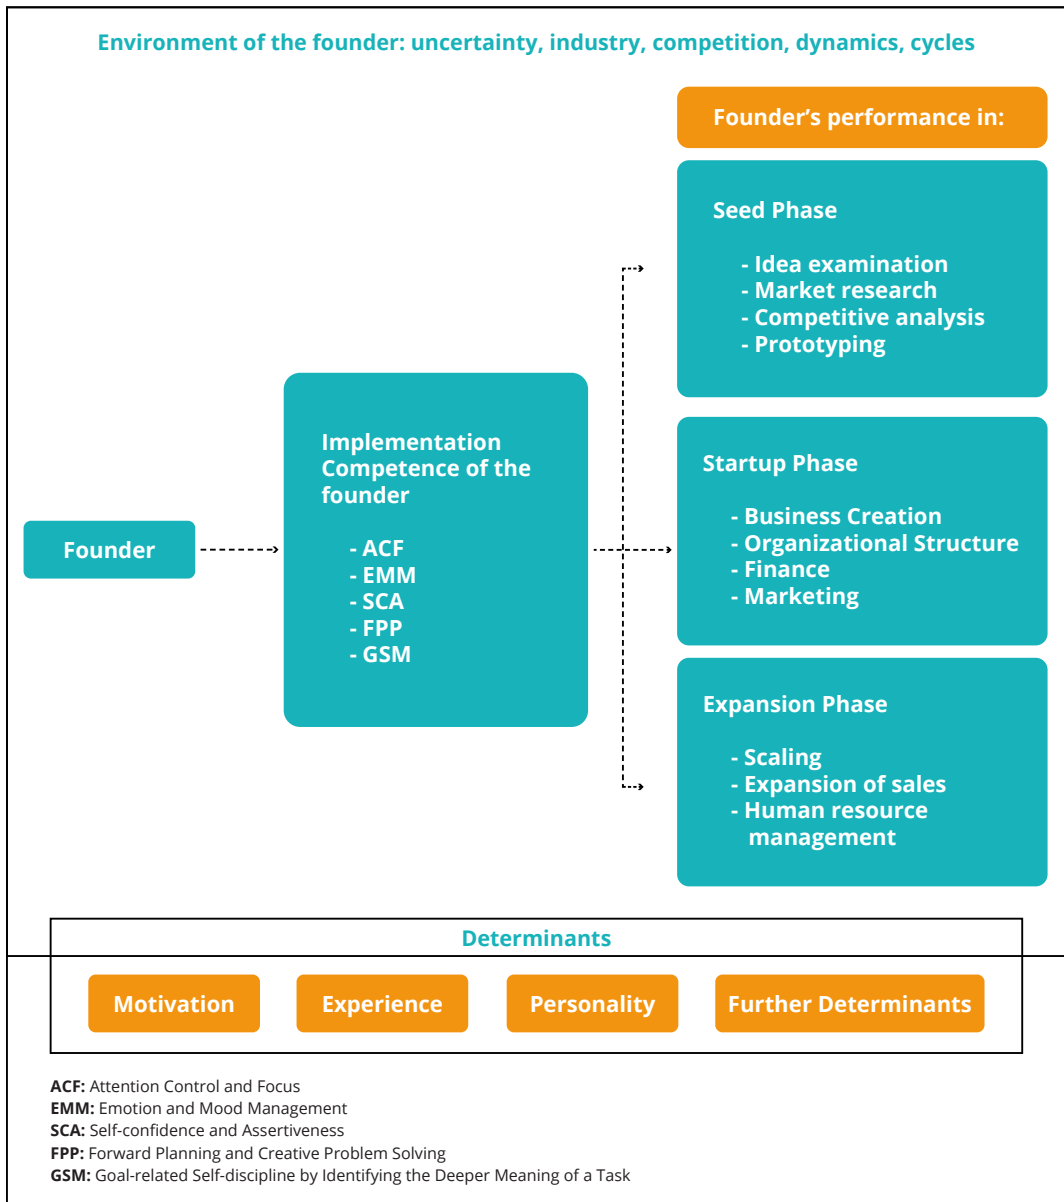 Environment of the founder: uncertainty, industry, competition, dynamics, cycles
Founder’s performance in:
Seed Phase
- Idea examination
- Market research
- Competitive analysis
- Prototyping
Implementation
Competence of the
founder
- ACF
- EMM
- SCA
- FPP
- GSM
Founder
Startup Phase
- Business Creation
- Organizational Structure
- Finance
- Marketing
Expansion Phase
- Scaling
- Expansion of sales
- Human resource
management
Determinants
Motivation
Experience
Personality
Further Determinants
ACF: Attention Control and Focus
EMM: Emotion and Mood Management
SCA: Self-confidence and Assertiveness
FPP: Forward Planning and Creative Problem Solving
GSM: Goal-related Self-discipline by Identifying the Deeper Meaning of a Task